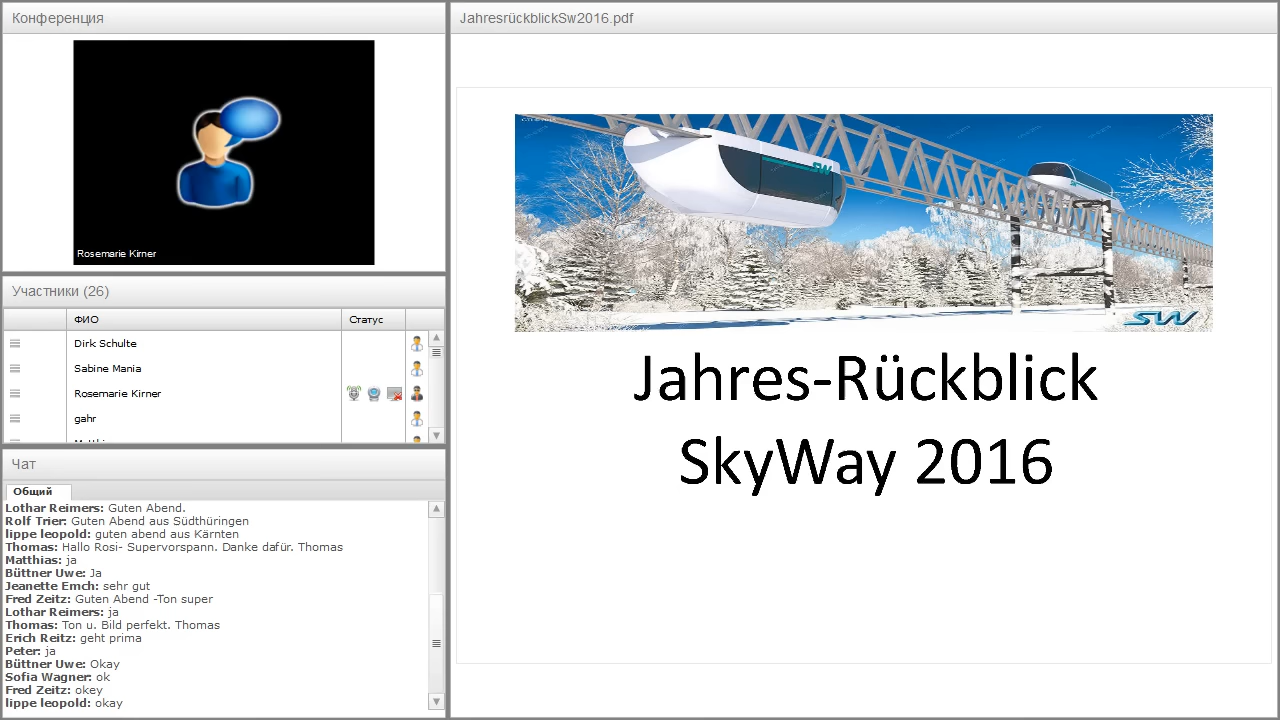 Конференция
Rosemarie Kirner
Участники (26)
ФИО
Статус
Dirk Schulte
Sabine Mania
Rosemarie Kirner
gahr
Чат
Общий
Lothar Reimers: Guten Abend.
Rolf Trier: Guten Abend aus Südthüringen
lippe leopold: guten abend aus Kärnten
Thomas: Hallo Rosi- Supervorspann. Danke dafür. Thomas
Matthias: ja
Büttner Uwe: Ja
Jeanette Emch: sehr gut
Fred Zeitz: Guten Abend -Ton super
Lothar Reimers: ja
Thomas: Ton u. Bild perfekt. Thomas
Erich Reitz: geht prima
Peter: ja
Büttner Uwe: Okay
Sofia Wagner: ok
Fred Zeitz: okey
lippe leopold: okay
JahresrückblickSw2016.pdf
SW
SW
Jahres-Rückblick
SkyWay 2016